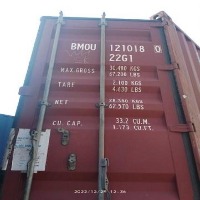 BMOU 121018 0
22G1
MAX.GROSS 30.480 KGS
67.200 LBS
TARE 2.100 KGS
4.630 LBS
NET 28.380 KGS
62.570 LBS
CU.CAP. 33.2 CU.M.
1.173 CU.FT.